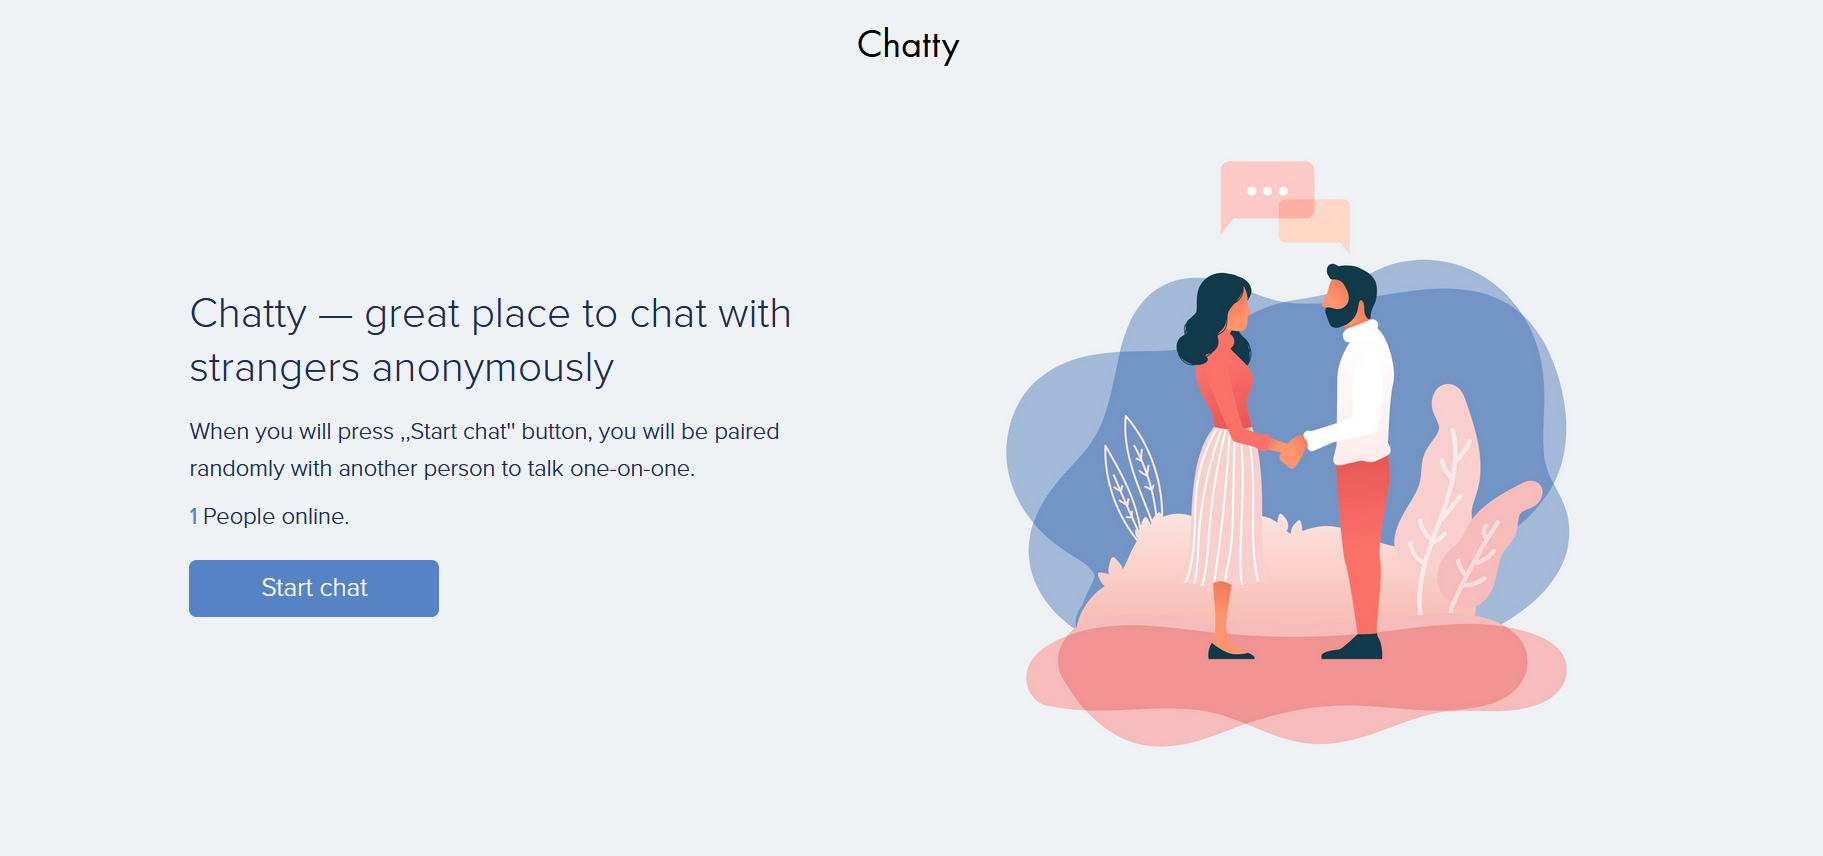 Chatty
Chatty — great place to chat with
strangers anonymously
When you will press ,,Start chat" button, you will be paired
randomly with another person to talk one-on-one.
1 People online.
Start chat